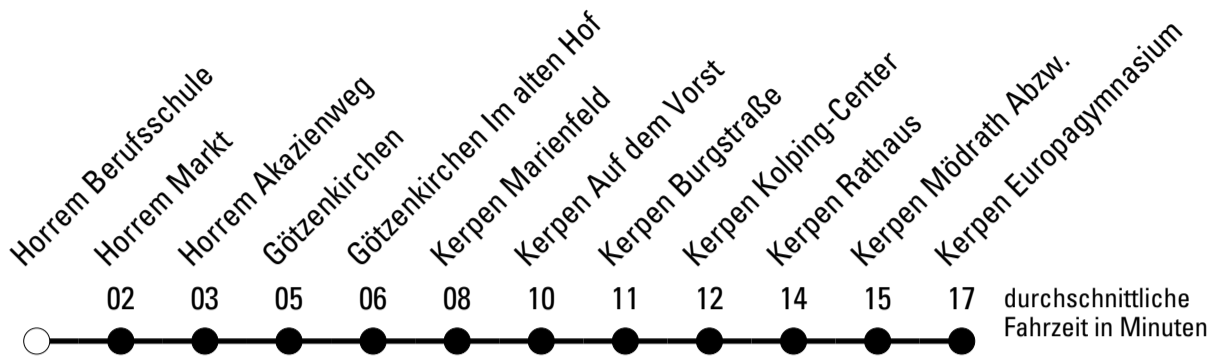 Horrem Berufsschule
Horrem Markt
Horrem Akazienweg
Götzenkirchen
Götzenkirchen Im alten Hof
Kerpen Marienfeld
Kerpen Auf dem Vorst
Kerpen Burgstraße
Kerpen Kolping-Center
Kerpen Rathaus
Kerpen Mödrath Abzw.
Kerpen Europagymnasium
02 03 05 06 08 10 11 12 14 15 17
durchschnittliche
Fahrzeit in Minuten